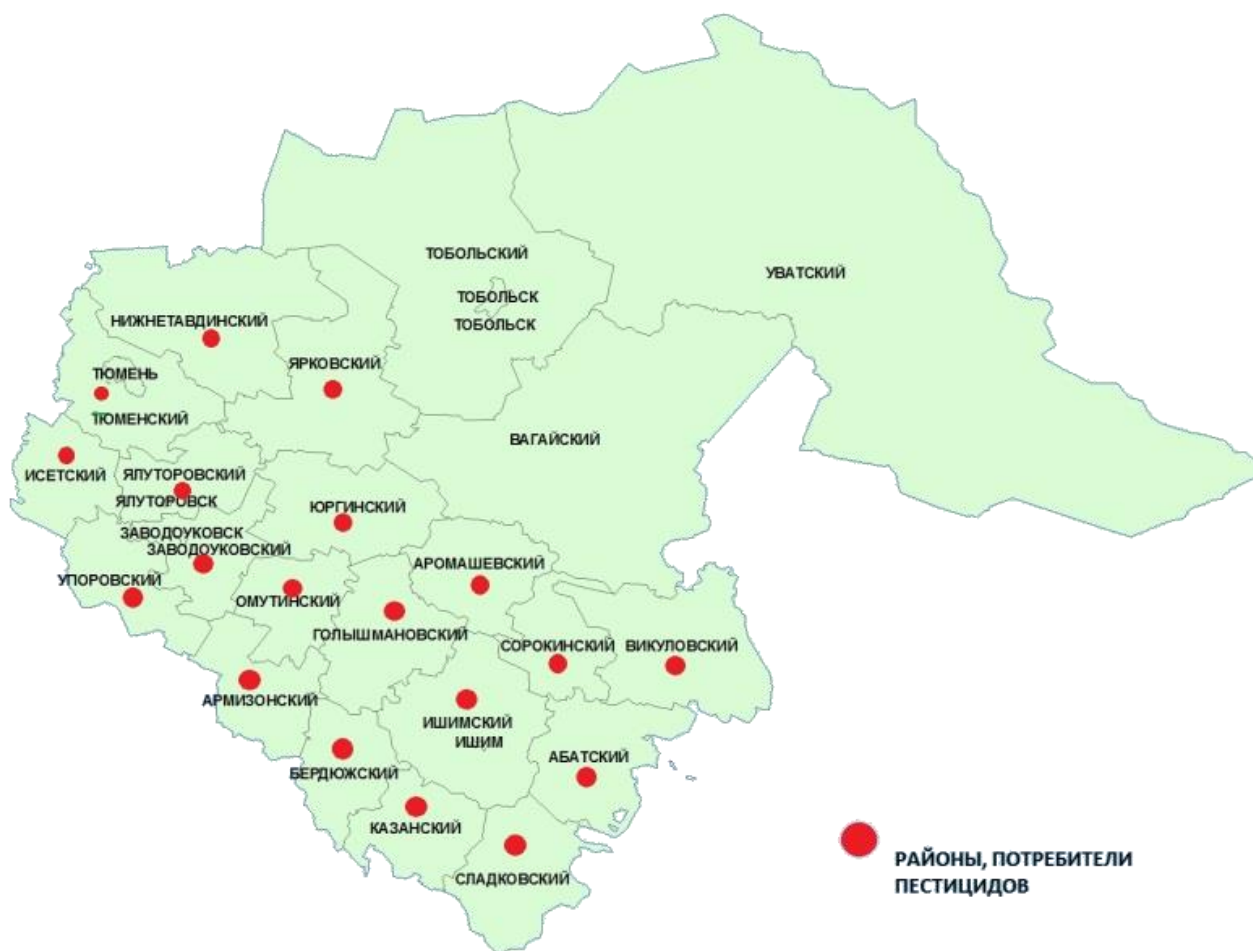 ТОБОЛЬСКИЙ
УВАТСКИЙ
ТОБОЛЬСК
НИЖНЕТАВДИНСКИЙ
ТОБОЛЬСК
ЯРКОВСКИЙ
ТЮМЕНЬ
ТЮМЕНСКИЙ
ВАГАЙСКИЙ
ИСЕТСКИЙ
ЯЛУТОРОВСКИЙ
ЯЛУТОРОВСК
ЮРГИНСКИЙ
ЗАВОДОУКОВСК
ЗАВОДОУКОВСКИЙ
АРОМАШЕВСКИЙ
УПОРОВСКИЙ
ОМУТИНСКИЙ
ГОЛЫШМАНОВСКИЙ
СОРОКИНСКИЙ
ВИКУЛОВСКИЙ
АРМИЗОНСКИЙ
ИШИМСКИЙ
ИШИМ
АБАТСКИЙ
БЕРДЮЖСКИЙ
КАЗАНСКИЙ
СЛАДКОВСКИЙ
РАЙОНЫ, ПОТРЕБИТЕЛИ
ПЕСТИЦИДОВ